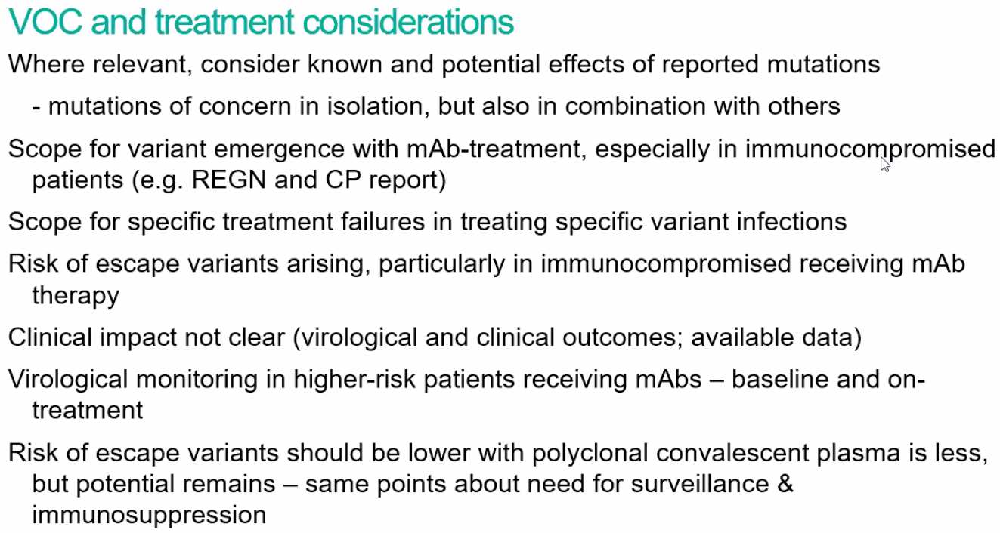 VOC and treatment considerations
Where relevant, consider known and potential effects of reported mutations
- mutations of concern in isolation, but also in combination with others
Scope for variant emergence with mAb-treatment, especially in immunocompromised
patients (e.g. REGN and CP report)
Scope for specific treatment failures in treating specific variant infections
Risk of escape variants arising, particularly in immunocompromised receiving mAb
therapy
Clinical impact not clear (virological and clinical outcomes; available data)
Virological monitoring in higher-risk patients receiving mAbs – baseline and on-
treatment
Risk of escape variants should be lower with polyclonal convalescent plasma is less,
but potential remains – same points about need for surveillance &
immunosuppression